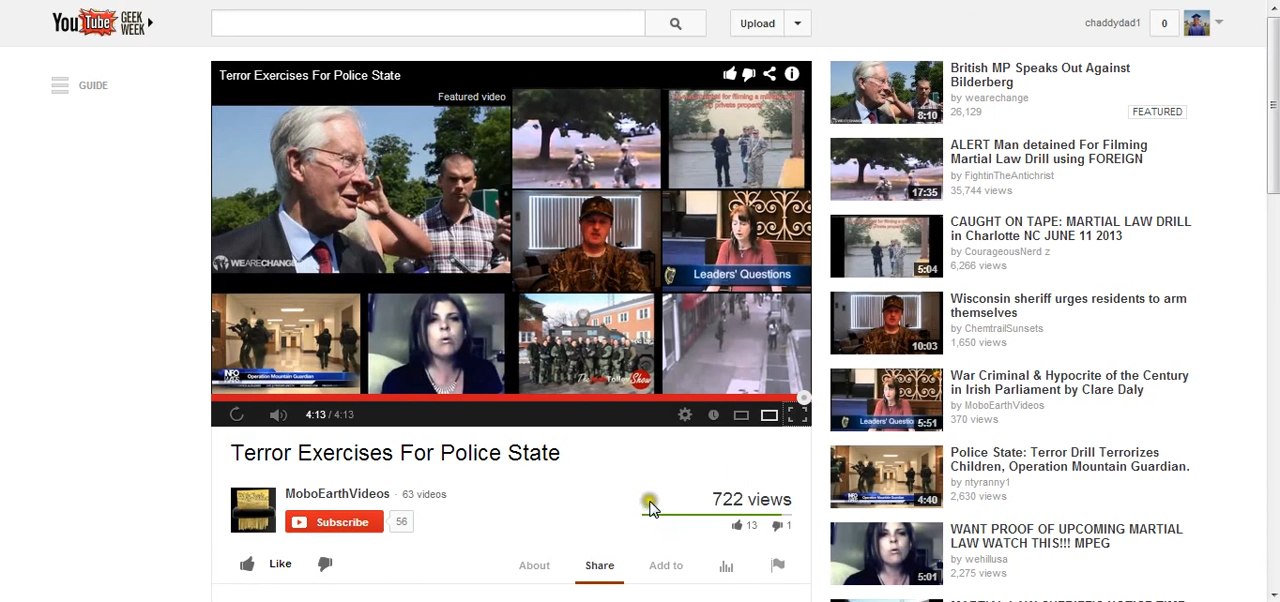 YouTube GEEK WEEK
Upload
chaddydad1
0
GUIDE
Terror Exercises For Police State
Featured video
WEARECHANGE
Leaders' Questions
INFO WARS
Operation Mountain Guardian
4:13 / 4:13
Terror Exercises For Police State
MoboEarthVideos - 63 videos
Subscribe 56
722 views
13 1
Like
About Share Add to
British MP Speaks Out Against
Bilderberg
by wearechange
26,129
FEATURED
8:10
ALERT Man detained For Filming
Martial Law Drill using FOREIGN
by FightinTheAntichrist
35,744 views
17:35
CAUGHT ON TAPE: MARTIAL LAW DRILL
in Charlotte NC JUNE 11 2013
by CourageousNerd z
6,266 views
5:04
Wisconsin sheriff urges residents to arm
themselves
by ChemtrailSunsets
1,650 views
10:03
War Criminal & Hypocrite of the Century
in Irish Parliament by Clare Daly
by MoboEarthVideos
370 views
5:51
Police State: Terror Drill Terrorizes
Children, Operation Mountain Guardian.
by ntyranny1
2,630 views
4:40
WANT PROOF OF UPCOMING MARTIAL
LAW WATCH THIS!!! MPEG
by wehillusa
2,275 views
5:01